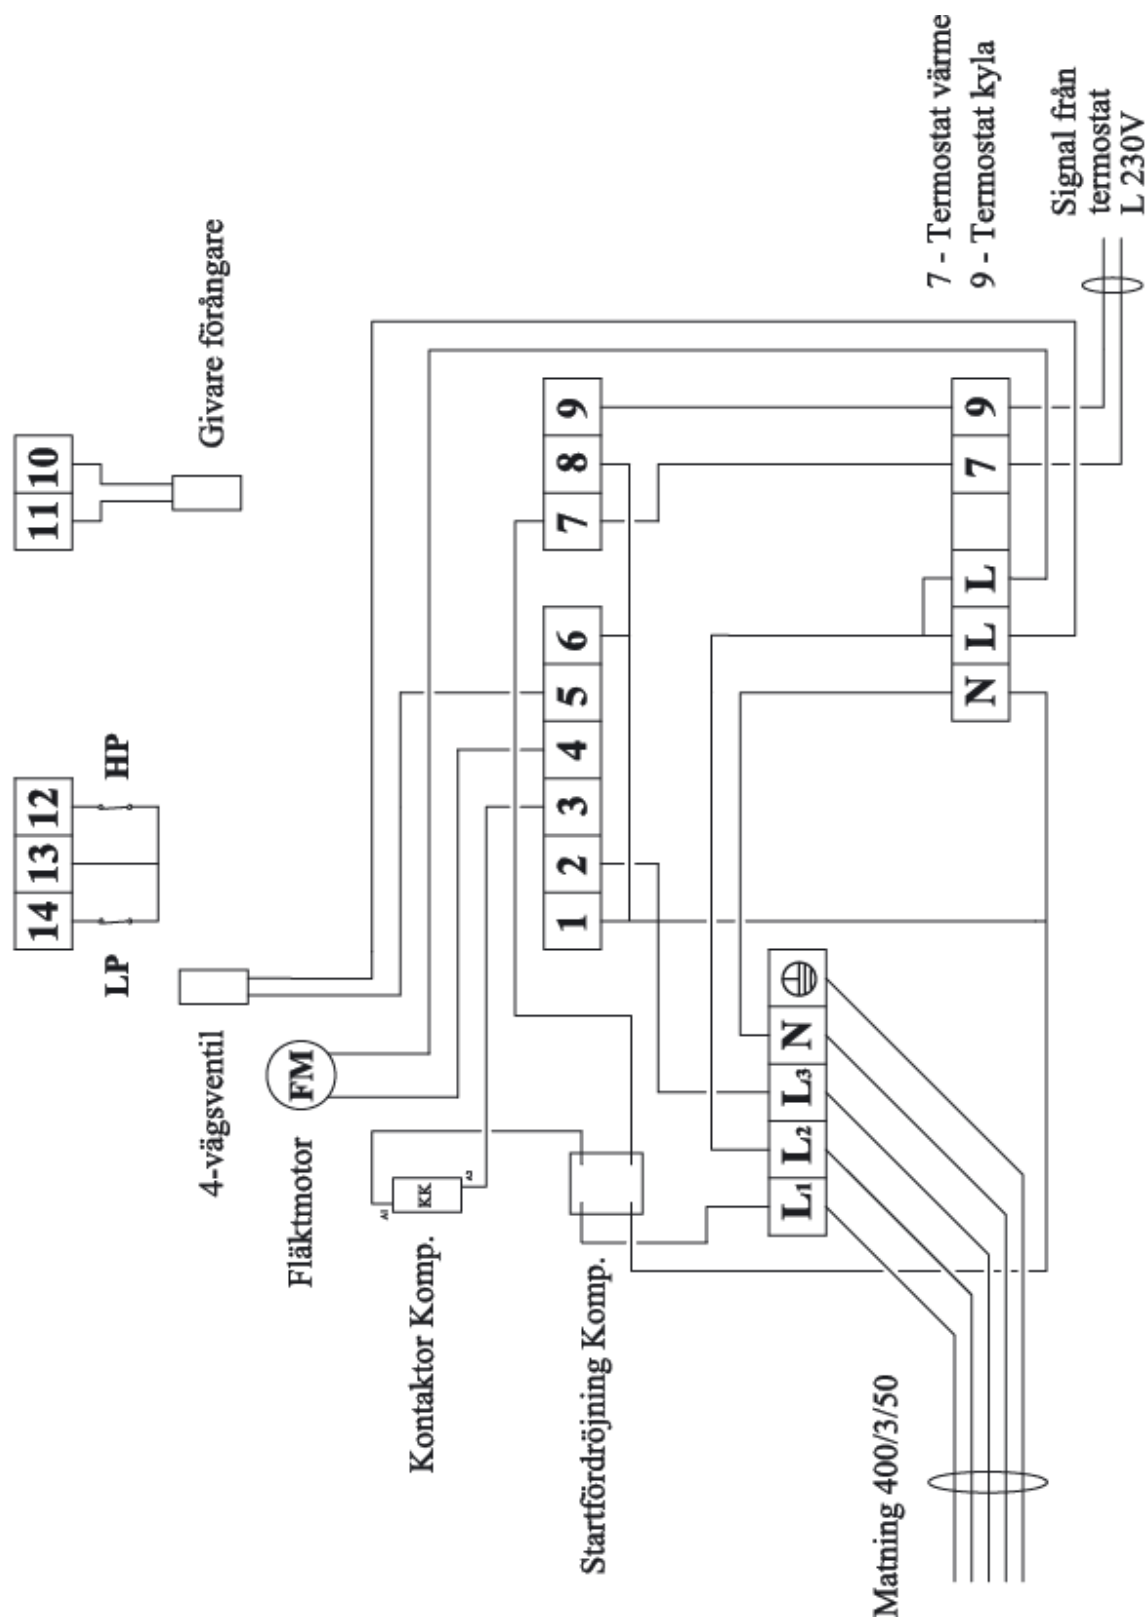 14 13 12 11 10
LP HP
4-vägsventil
Givare förångare
Fläktmotor
FM
A1 KK A2
Kontaktor Komp.
1 2 3 4 5 6 7 8 9
Startfördröjning Komp.
L1 L2 L3 N
Matning 400/3/50
7 - Termostat värme
9 - Termostat kyla
N L L 7 9
Signal från
termostat
L 230V